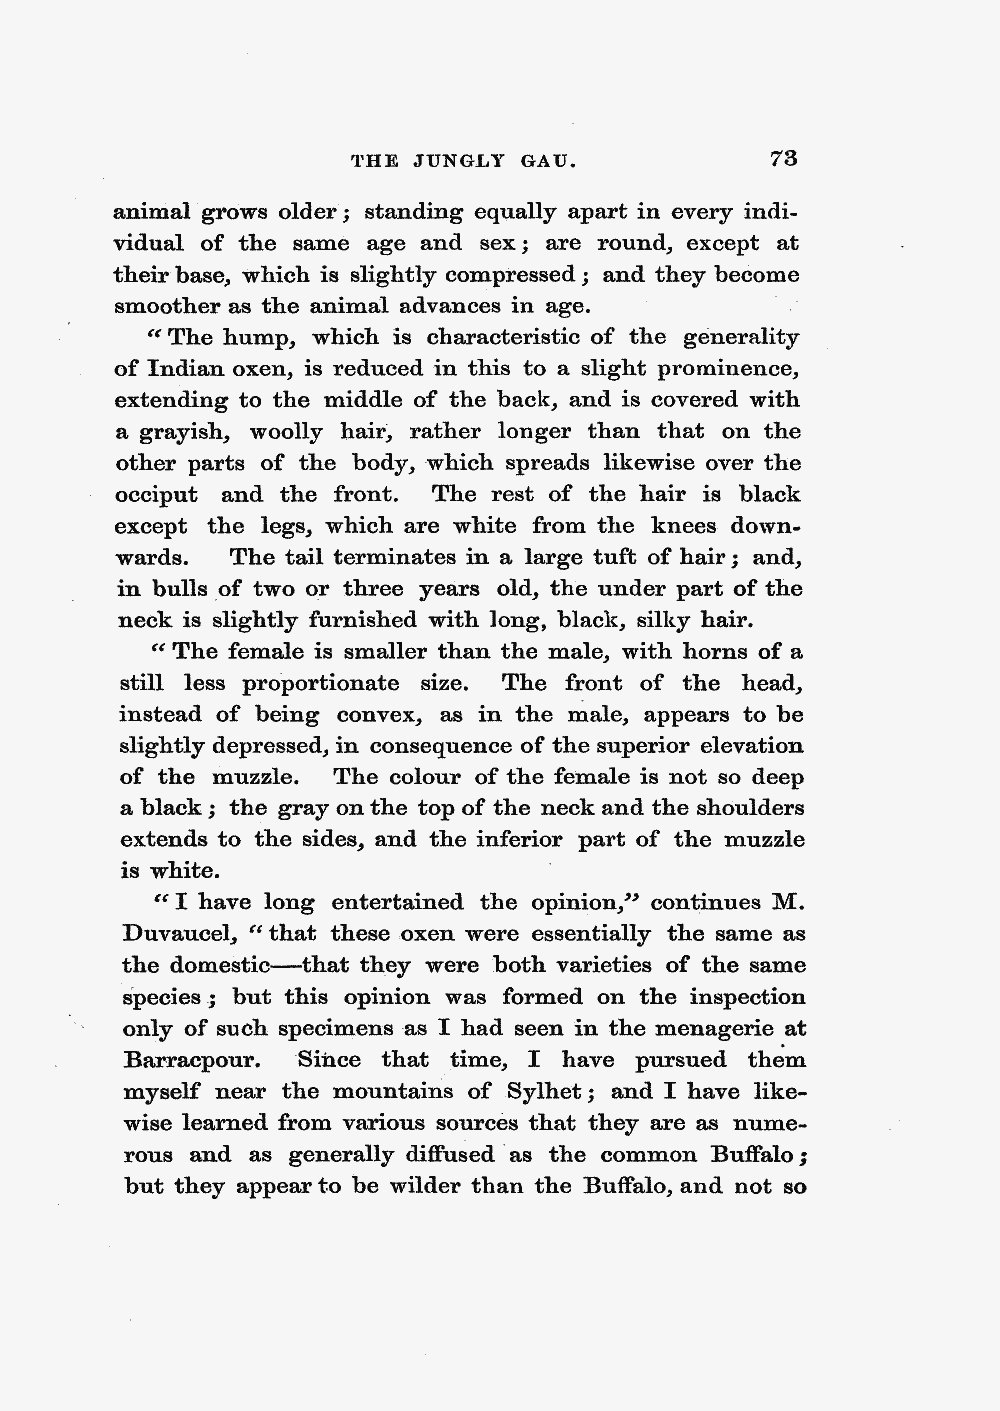 THE JUNGLY GAU. 73
animal grows older; standing equally apart in every indi-
vidual of the same age and sex; are round, except at
their base, which is slightly compressed; and they become
smoother as the animal advances in age.
“The hump, which is characteristic of the generality
of Indian oxen, is reduced in this to a slight prominence,
extending to the middle of the back, and is covered with
a grayish, woolly hair, rather longer than that on the
other parts of the body, which spreads likewise over the
occiput and the front. The rest of the hair is black
except the legs, which are white from the knees down-
wards. The tail terminates in a large tuft of hair; and,
in bulls of two or three years old, the under part of the
neck is slightly furnished with long, black, silky hair.
“The female is smaller than the male, with horns of a
still less proportionate size. The front of the head,
instead of being convex, as in the male, appears to be
slightly depressed, in consequence of the superior elevation
of the muzzle. The colour of the female is not so deep
a black; the gray on the top of the neck and the shoulders
extends to the sides, and the inferior part of the muzzle
is white.
“I have long entertained the opinion,” continues M.
Duvaucel, “that these oxen were essentially the same as
the domestic—that they were both varieties of the same
species; but this opinion was formed on the inspection
only of such specimens as I had seen in the menagerie at
Barracpour. Since that time, I have pursued them
myself near the mountains of Sylhet; and I have like-
wise learned from various sources that they are as nume-
rous and as generally diffused as the common Buffalo;
but they appear to be wilder than the Buffalo, and not so